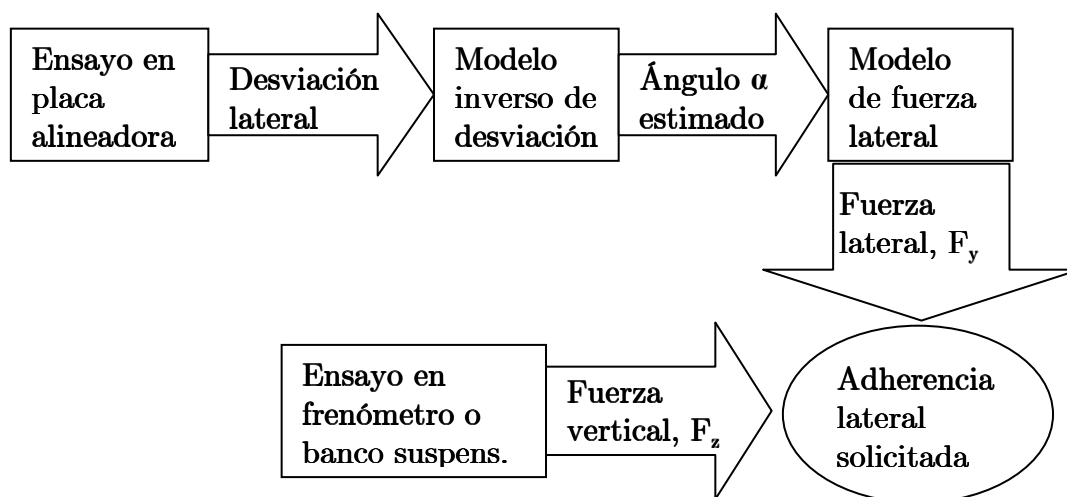 Ensayo en
placa
alineadora
Desviación
lateral
Modelo
inverso de
desviación
Ángulo α
estimado
Modelo
de fuerza
lateral
Fuerza
lateral, Fy
Ensayo en
frenómetro o
banco suspens.
Fuerza
vertical, Fz
Adherencia
lateral
solicitada